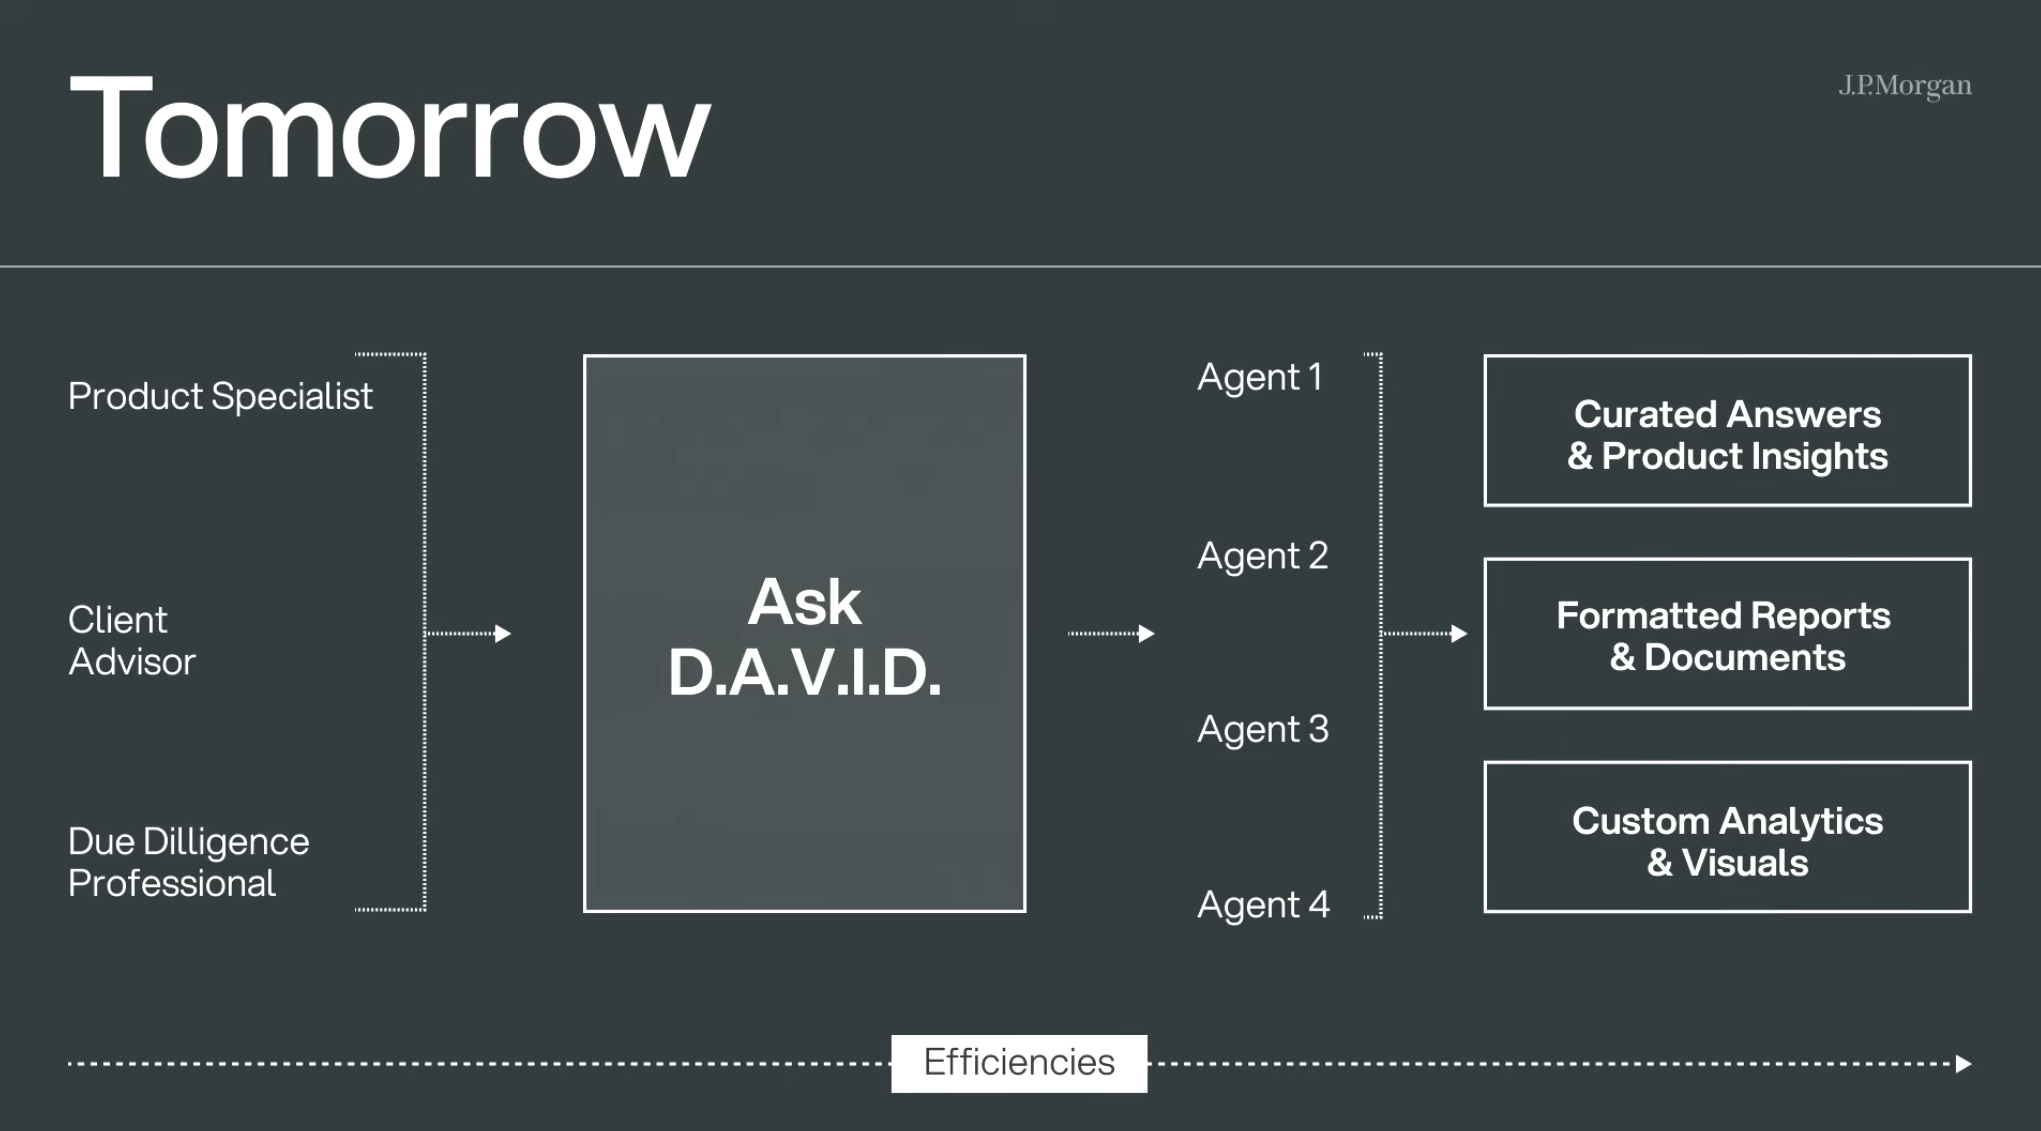 Tomorrow
J.P.Morgan
Product Specialist
Client
Advisor
Due Dilligence
Professional
Ask
D.A.V.I.D.
Agent 1
Agent 2
Agent 3
Agent 4
Curated Answers
& Product Insights
Formatted Reports
& Documents
Custom Analytics
& Visuals
Efficiencies